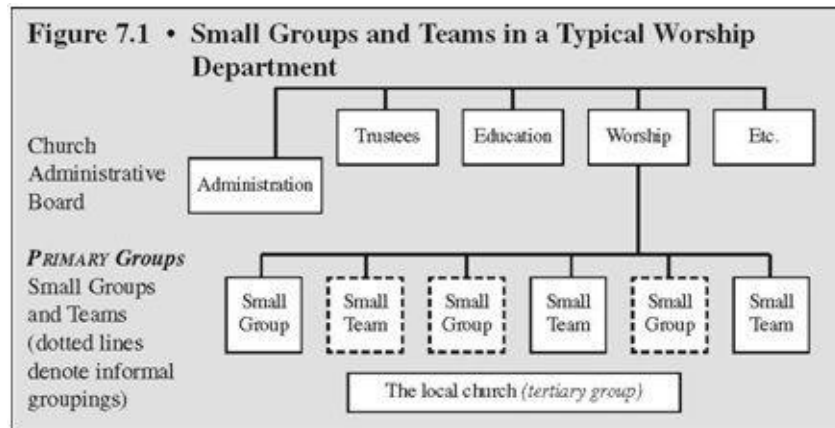 Figure 7.1 • Small Groups and Teams in a Typical Worship
Department
Church
Administrative
Board
Administration
Trustees
Education
Worship
Etc.
PRIMARY Groups
Small Groups
and Teams
(dotted lines
denote informal
groupings)
Small
Group
Small
Team
Small
Group
Small
Team
Small
Group
Small
Team
The local church (tertiary group)